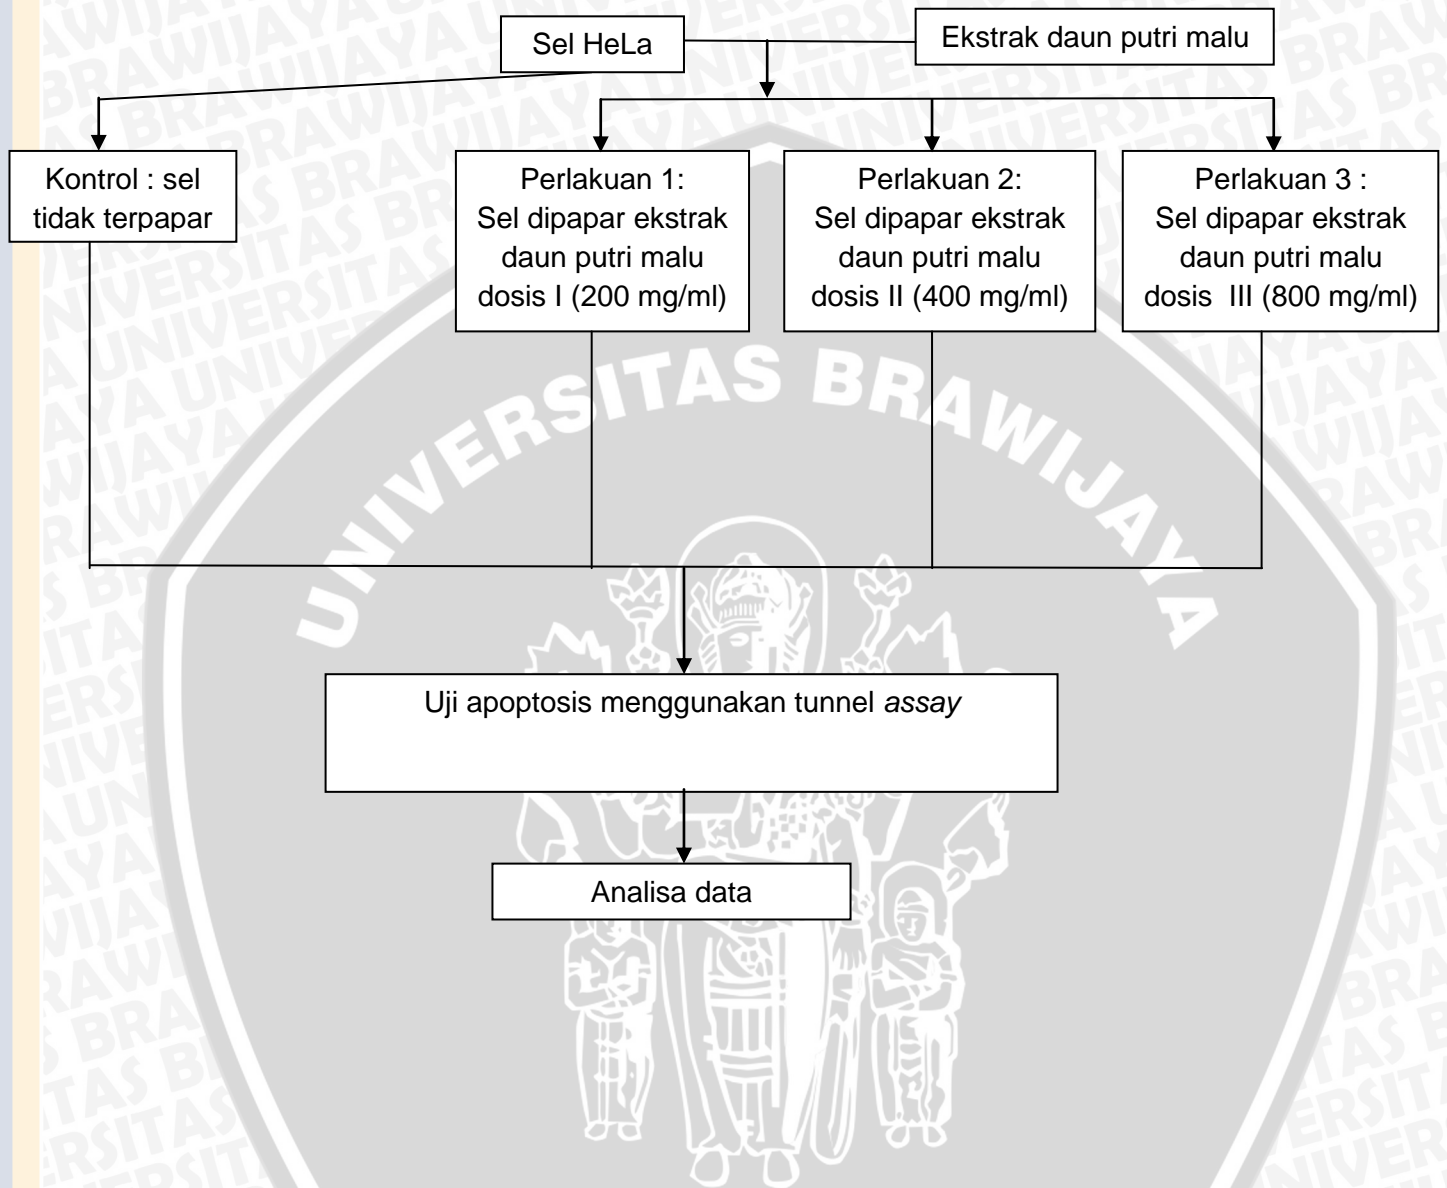 Sel HeLa
Ekstrak daun putri malu
Kontrol : sel
tidak terpapar
Perlakuan 1:
Sel dipapar ekstrak
daun putri malu
dosis I (200 mg/ml)
Perlakuan 2:
Sel dipapar ekstrak
daun putri malu
dosis II (400 mg/ml)
Perlakuan 3 :
Sel dipapar ekstrak
daun putri malu
dosis III (800 mg/ml)
UNIVERSITAS BRAWIJAYA
Uji apoptosis menggunakan tunnel assay
Analisa data